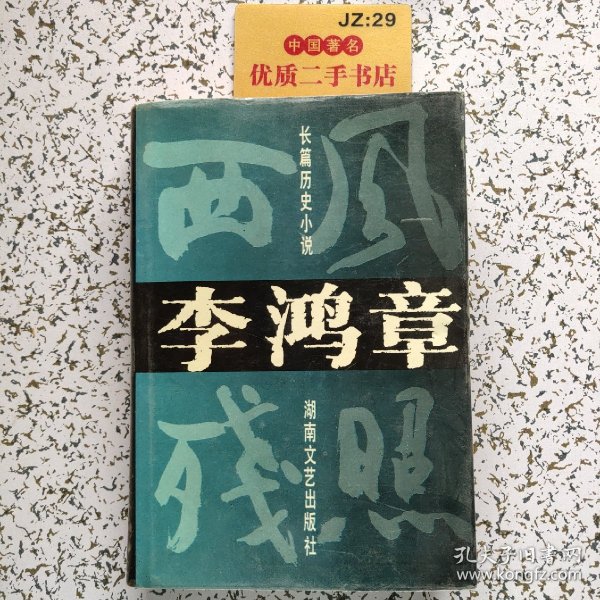 JZ:29
中国著名
优质二手书店
西风
长篇历史小说
李鸿章
残照
湖南文艺出版社
孔夫子旧书网
www.kongfz.com